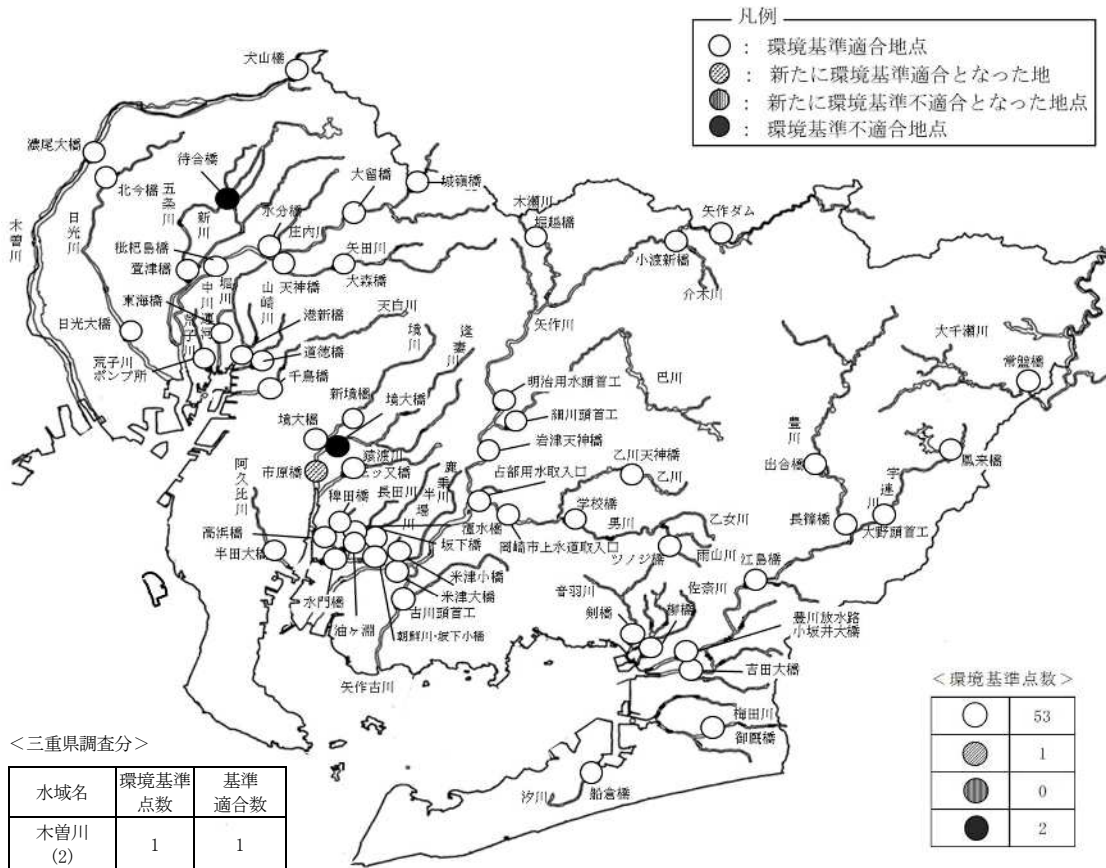 凡例
○ : 環境基準適合地点
: 新たに環境基準適合となった地
: 新たに環境基準不適合となった地点
● : 環境基準不適合地点
犬山橋
濃尾大橋
北今橋
待合橋
五条川
新川
水分橋
庄内川
大留橋
城嶺橋
木瀬川
堀越橋
矢作ダム
小渡新橋
介木川
木曽川
日光川
枇杷島橋
萱津橋
矢田川
大森橋
天神橋
堀川
中川運河
荒子川
山崎川
東海橋
港新橋
天白川
日光大橋
荒子川
ポンプ所
道徳橋
千鳥橋
境川
逢妻川
矢作川
巴川
大千瀬川
常盤橋
新境橋
境大橋
境大橋
明治用水頭首工
細川頭首工
岩津天神橋
豊川
出合橋
鳳来橋
宇連川
長篠橋
大野頭首工
市原橋
猿渡川
三ッ又橋
鹿乗川
占部用水取入口
乙川天神橋
乙川
阿久比川
稗田橋
長田川
半場川
学校橋
男川
乙女川
高浜橋
半田大橋
潭水橋
坂下橋
岡崎市上水道取入口
ツノジ橋
雨山川
江島橋
米津小橋
米津大橋
古川頭首工
水門橋
油ヶ淵
朝鮮川・坂下小橋
矢作古川
音羽川
佐奈川
剣橋
柳橋
豊川放水路
小坂井大橋
吉田大橋
梅田川
御厩橋
汐川
船倉橋
＜環境基準点数＞
○ 53
1
0
● 2
＜三重県調査分＞
水域名 環境基準点数 基準適合数
木曽川
(2) 1 1